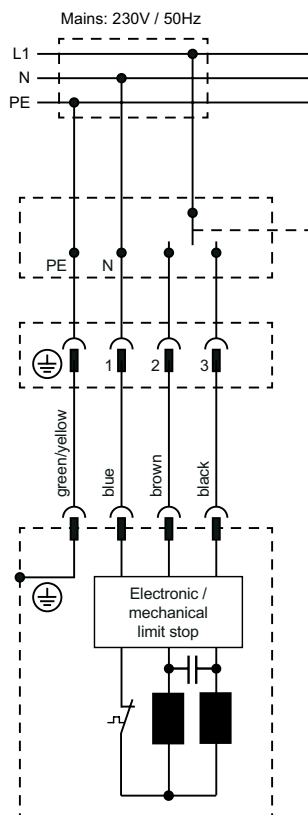 Mains: 230V / 50Hz
L1
N
PE
PE
N
1
2
3
green/yellow
blue
brown
black
Electronic /
mechanical
limit stop